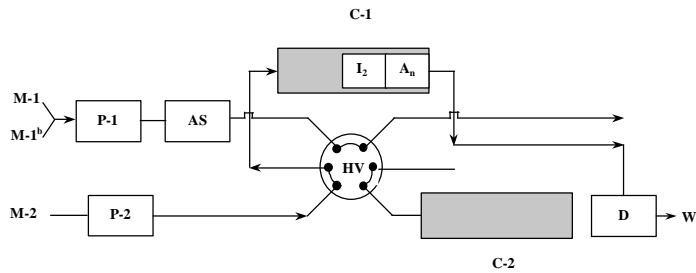 C-1
I₂ Aₙ
M-1
P-1 AS
M-1ᵇ
HV
M-2 P-2 D W
C-2